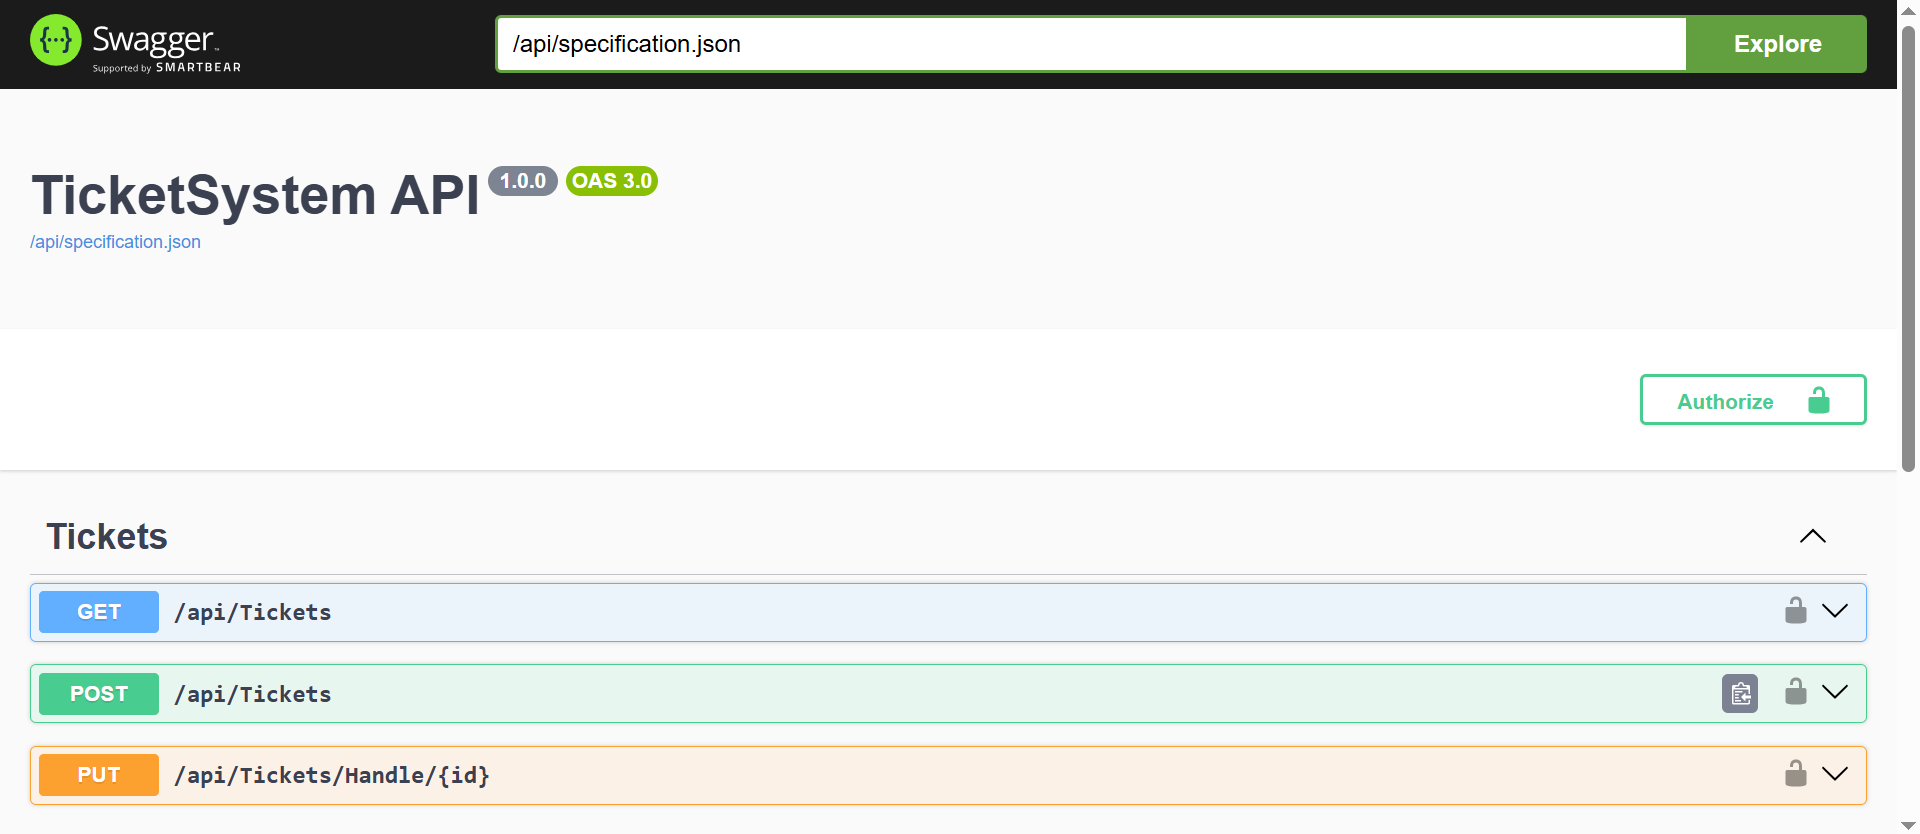 {···} Swagger™
Supported by SMARTBEAR
/api/specification.json
Explore
TicketSystem API 1.0.0 OAS 3.0
/api/specification.json
Authorize
Tickets
GET /api/Tickets
POST /api/Tickets
PUT /api/Tickets/Handle/{id}